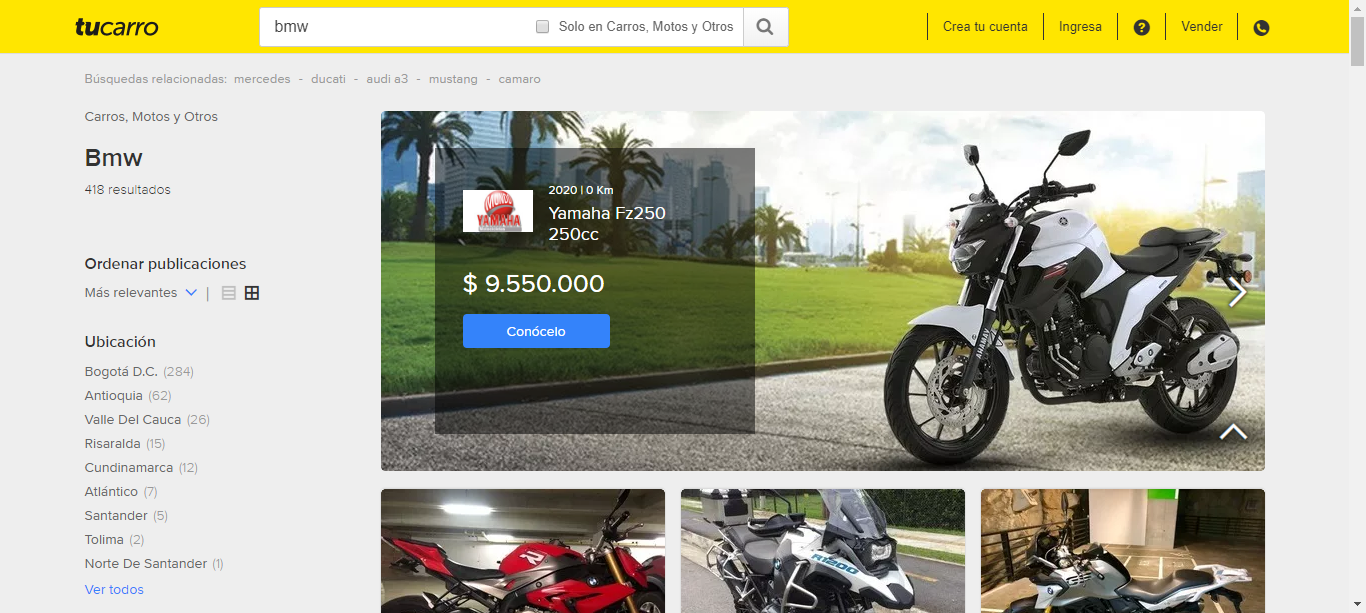 tucarro
bmw
Solo en Carros, Motos y Otros
Crea tu cuenta
Ingresa
?
Vender
Búsquedas relacionadas: mercedes - ducati - audi a3 - mustang - camaro
Carros, Motos y Otros
Bmw
418 resultados
Ordenar publicaciones
Más relevantes
Ubicación
Bogotá D.C. (284)
Antioquia (62)
Valle Del Cauca (26)
Risaralda (15)
Cundinamarca (12)
Atlántico (7)
Santander (5)
Tolima (2)
Norte De Santander (1)
Ver todos
MUNDO
YAMAHA
2020 | 0 Km
Yamaha Fz250
250cc
$ 9.550.000
Conócelo
YAMAHA
R
R1200